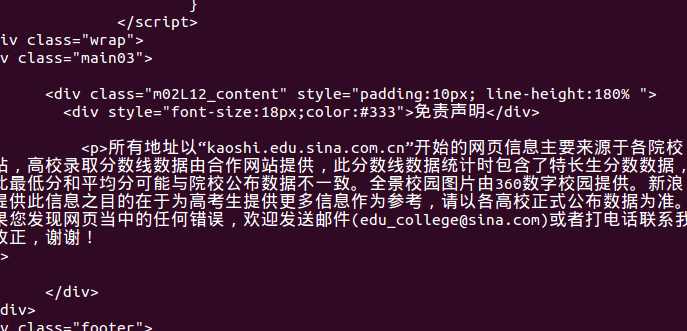 }
</script>
iv class="wrap">
v class="main03">
<div class="m02L12_content" style="padding:10px; line-height:180% ">
<div style="font-size:18px;color:#333">免责声明</div>
<p>所有地址以“kaoshi.edu.sina.com.cn”开始的网页信息主要来源于各院校
站，高校录取分数线数据由合作网站提供，此分数线数据统计时包含了特长生分数数据，
比最低分和平均分可能与院校公布数据不一致。全景校园图片由360数字校园提供。新浪
提供此信息之目的在于为高考生提供更多信息作为参考，请以各高校正式公布数据为准。
果您发现网页当中的任何错误，欢迎发送邮件(edu_college@sina.com)或者打电话联系我
改正，谢谢！
>
</div>
div>
v class="footer">